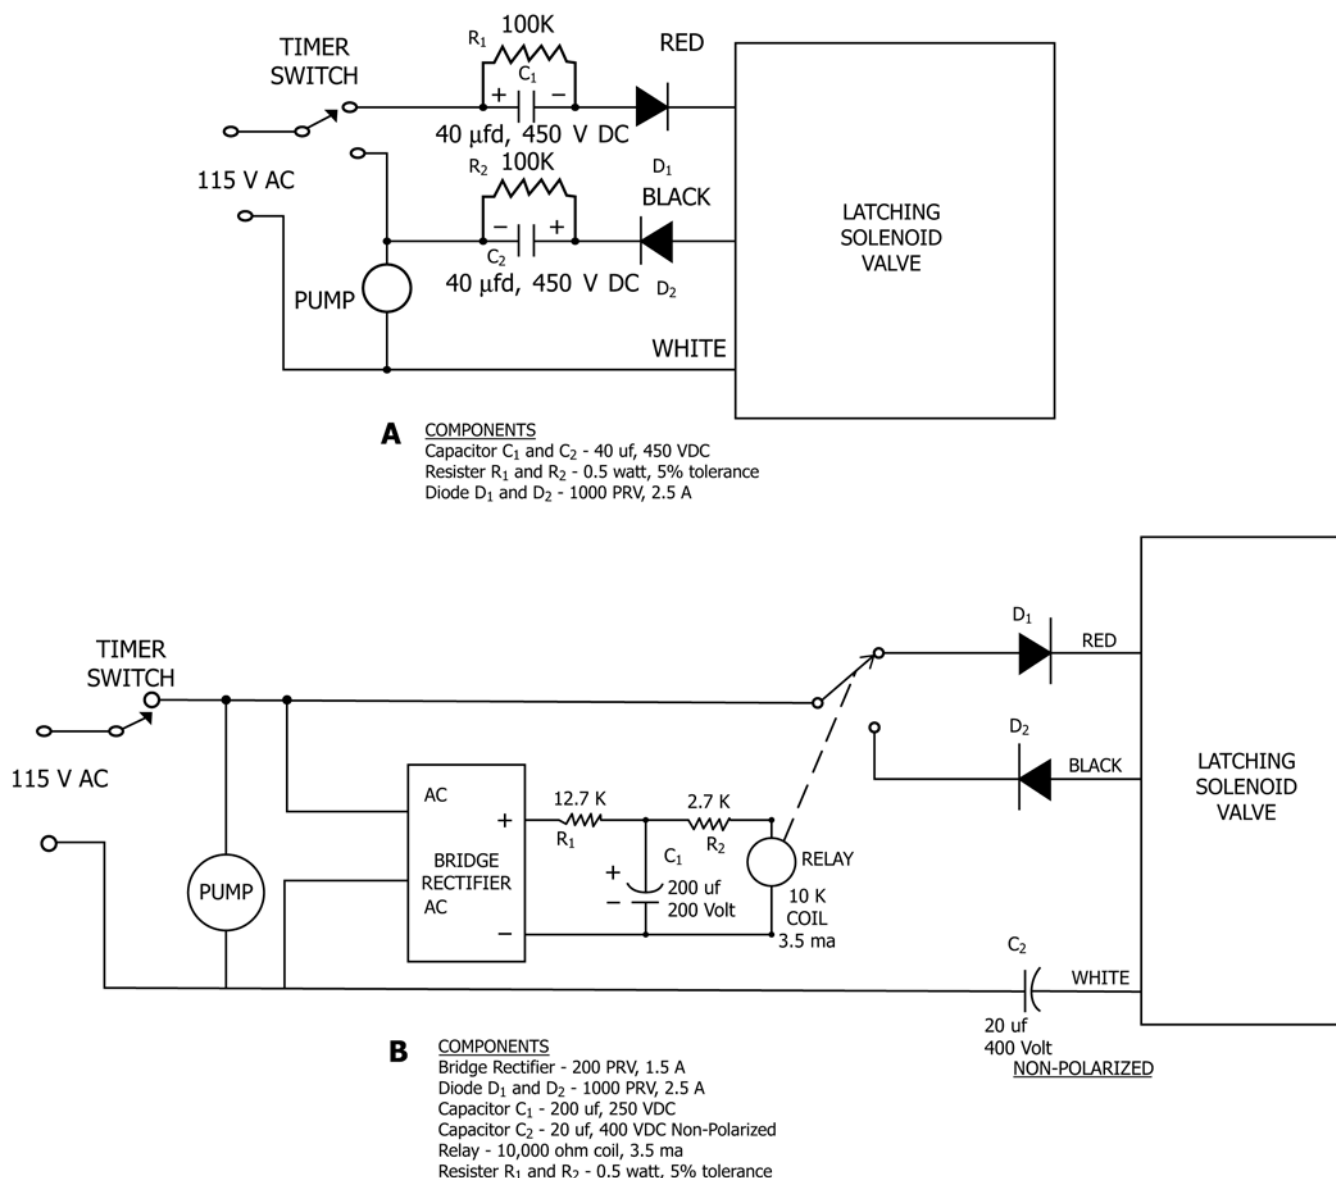 100K
R1
TIMER
SWITCH
RED
C1
+ −
40 µfd, 450 V DC
R2
100K
D1
115 V AC
BLACK
− +
C2
40 µfd, 450 V DC
D2
PUMP
WHITE
LATCHING
SOLENOID
VALVE
A
COMPONENTS
Capacitor C1 and C2 - 40 uf, 450 VDC
Resister R1 and R2 - 0.5 watt, 5% tolerance
Diode D1 and D2 - 1000 PRV, 2.5 A
TIMER
SWITCH
115 V AC
PUMP
AC
+
BRIDGE
RECTIFIER
AC
−
12.7 K
R1
2.7 K
R2
C1
+
−
200 uf
200 Volt
RELAY
10 K
COIL
3.5 ma
D1
RED
D2
BLACK
C2
WHITE
20 uf
400 Volt
NON-POLARIZED
LATCHING
SOLENOID
VALVE
B
COMPONENTS
Bridge Rectifier - 200 PRV, 1.5 A
Diode D1 and D2 - 1000 PRV, 2.5 A
Capacitor C1 - 200 uf, 250 VDC
Capacitor C2 - 20 uf, 400 VDC Non-Polarized
Relay - 10,000 ohm coil, 3.5 ma
Resister R1 and R2 - 0.5 watt, 5% tolerance